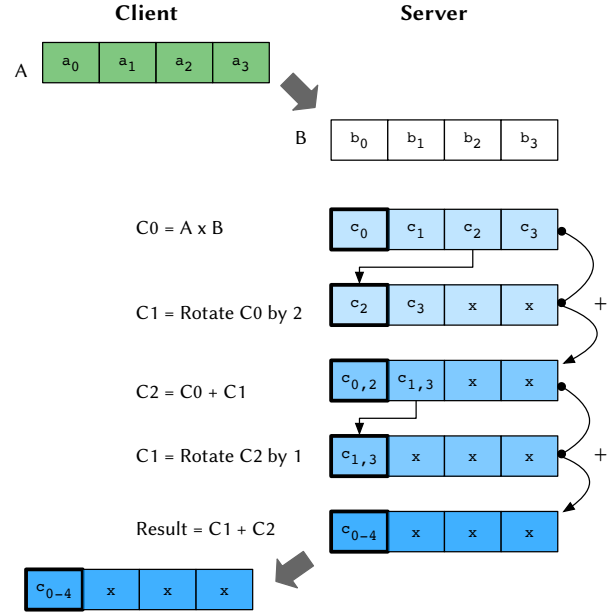 Client Server
A a0 a1 a2 a3
B b0 b1 b2 b3
C0 = A x B c0 c1 c2 c3
C1 = Rotate C0 by 2 c2 c3 x x +
C2 = C0 + C1 c0,2 c1,3 x x
C1 = Rotate C2 by 1 c1,3 x x x +
Result = C1 + C2 c0-4 x x x
c0-4 x x x